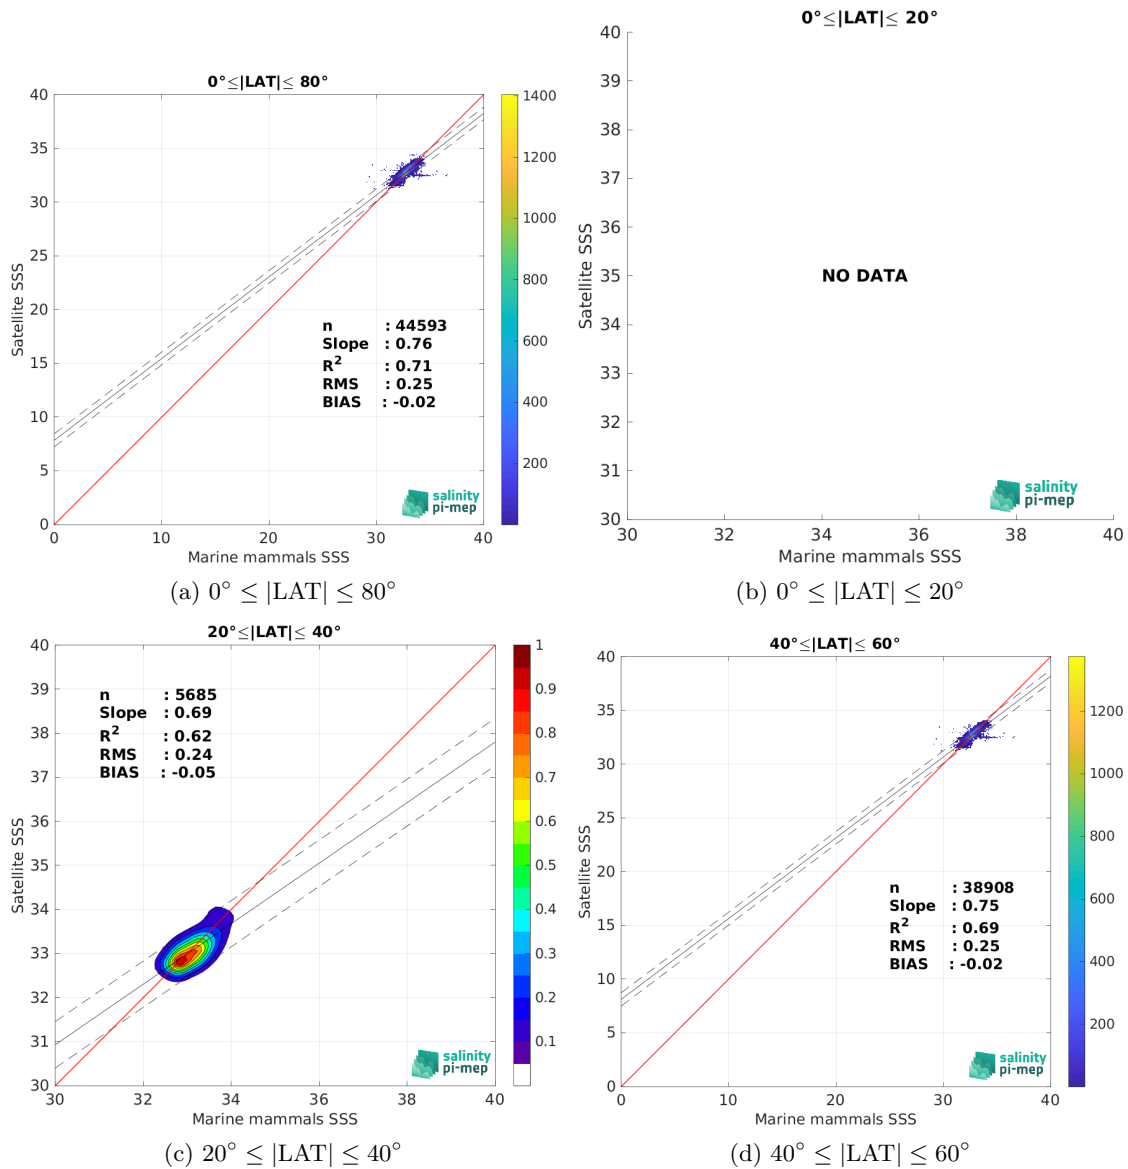 0°≤|LAT|≤ 80°
40
35
30
25
20
15
10
5
0
0 10 20 30 40
Satellite SSS
Marine mammals SSS
n : 44593
Slope : 0.76
R² : 0.71
RMS : 0.25
BIAS : -0.02
salinity
pi-mep
1400
1200
1000
800
600
400
200
(a) 0° ≤ |LAT| ≤ 80°
0°≤|LAT|≤ 20°
40
39
38
37
36
35
34
33
32
31
30
30 32 34 36 38 40
Satellite SSS
Marine mammals SSS
NO DATA
salinity
pi-mep
(b) 0° ≤ |LAT| ≤ 20°
20°≤|LAT|≤ 40°
40
39
38
37
36
35
34
33
32
31
30
30 32 34 36 38 40
Satellite SSS
Marine mammals SSS
n : 5685
Slope : 0.69
R² : 0.62
RMS : 0.24
BIAS : -0.05
salinity
pi-mep
1
0.9
0.8
0.7
0.6
0.5
0.4
0.3
0.2
0.1
(c) 20° ≤ |LAT| ≤ 40°
40°≤|LAT|≤ 60°
40
35
30
25
20
15
10
5
0
0 10 20 30 40
Satellite SSS
Marine mammals SSS
n : 38908
Slope : 0.75
R² : 0.69
RMS : 0.25
BIAS : -0.02
salinity
pi-mep
1200
1000
800
600
400
200
(d) 40° ≤ |LAT| ≤ 60°